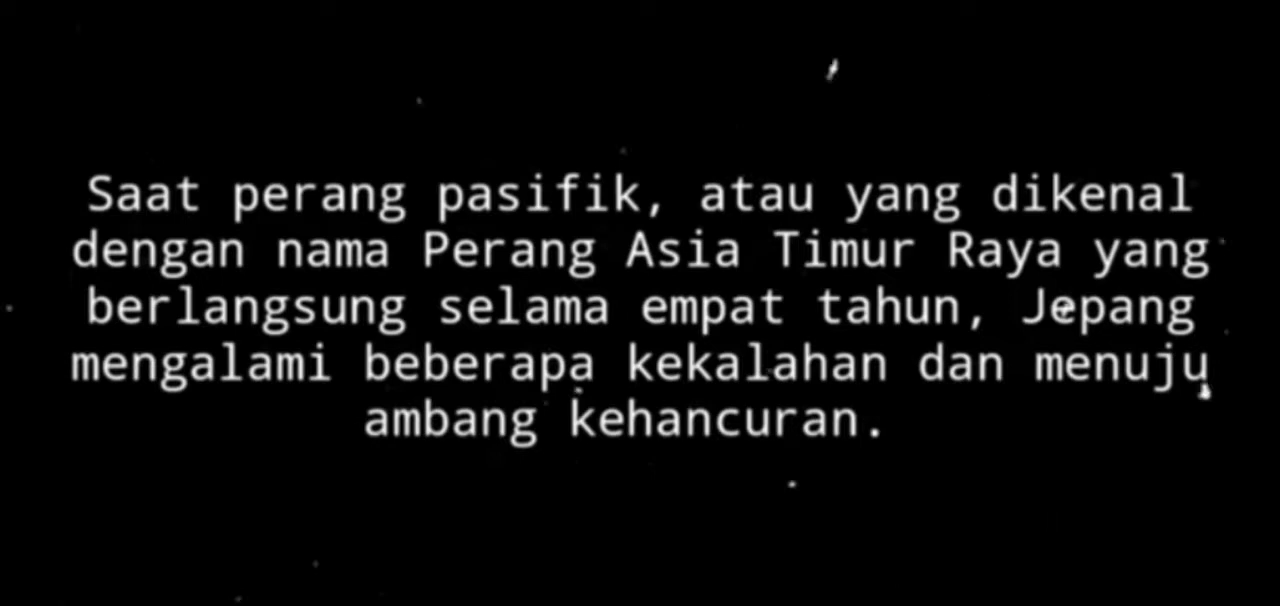 Saat perang pasifik, atau yang dikenal
dengan nama Perang Asia Timur Raya yang
berlangsung selama empat tahun, Jepang
mengalami beberapa kekalahan dan menuju
ambang kehancuran.